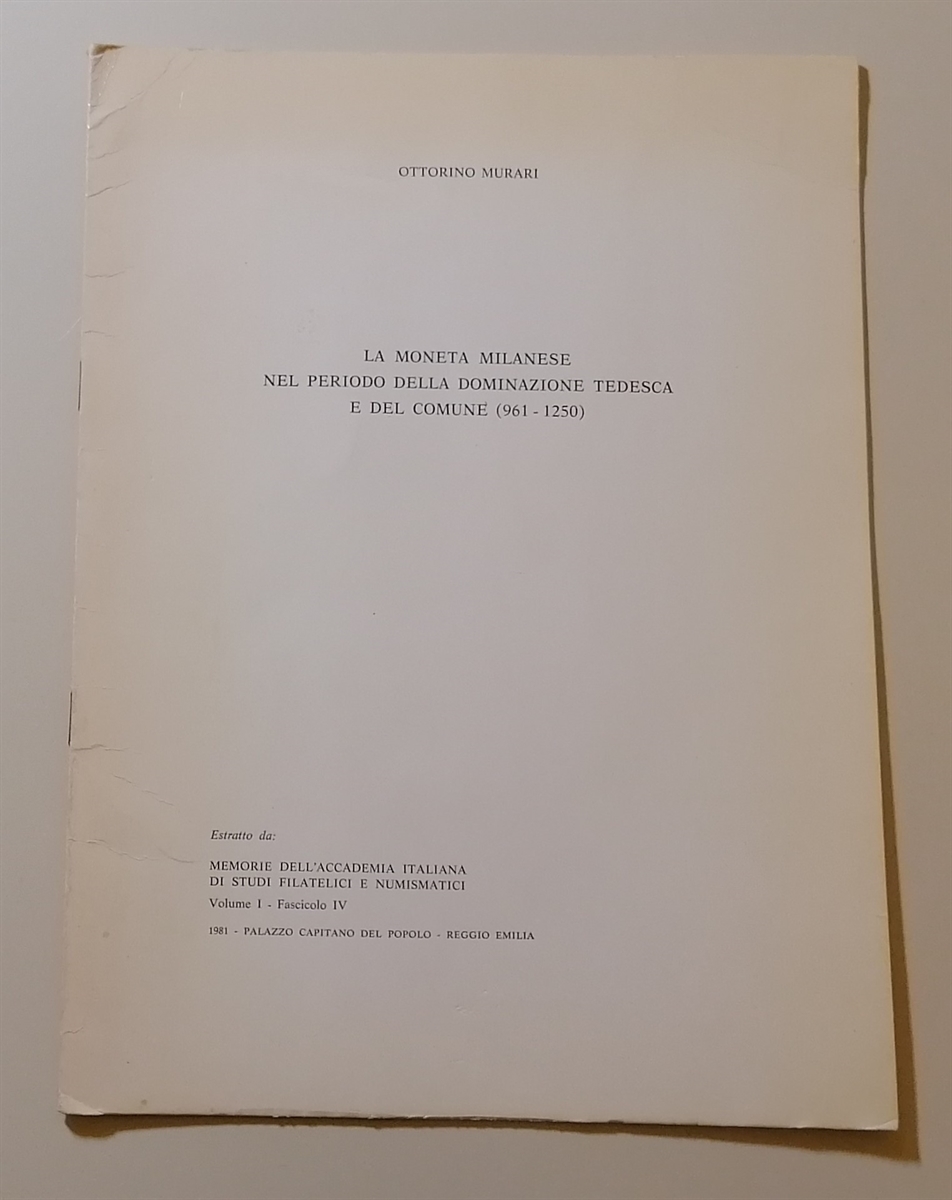 OTTORINO MURARI
LA MONETA MILANESE
NEL PERIODO DELLA DOMINAZIONE TEDESCA
E DEL COMUNE (961 - 1250)
Estratto da:
MEMORIE DELL'ACCADEMIA ITALIANA
DI STUDI FILATELICI E NUMISMATICI
Volume I - Fascicolo IV
1981 - PALAZZO CAPITANO DEL POPOLO - REGGIO EMILIA